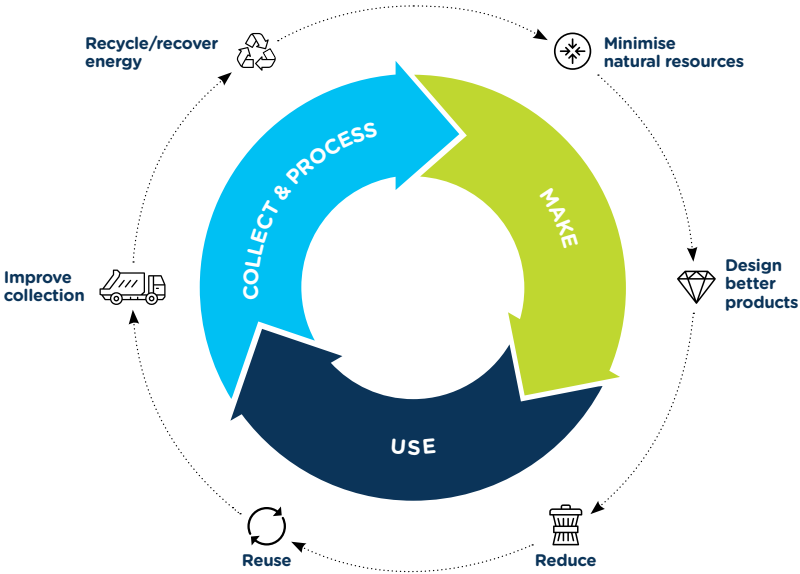 Recycle/recover
energy
Minimise
natural resources
COLLECT & PROCESS
MAKE
Improve
collection
Design
better
products
USE
Reuse
Reduce